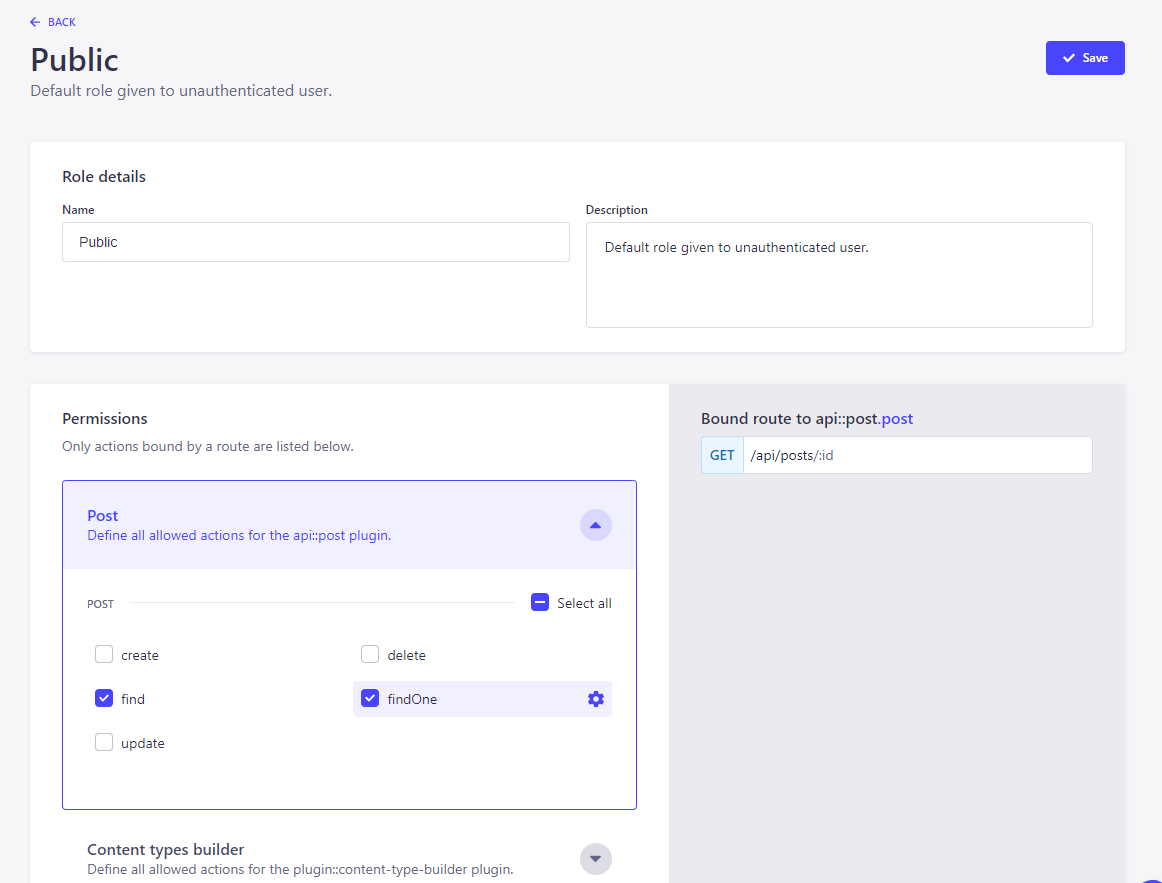 BACK
Public
Save
Default role given to unauthenticated user.
Role details
Name
Description
Public
Default role given to unauthenticated user.
Permissions
Only actions bound by a route are listed below.
Bound route to api::post.post
GET /api/posts/:id
Post
Define all allowed actions for the api::post plugin.
POST
Select all
create
delete
find
findOne
update
Content types builder
Define all allowed actions for the plugin::content-type-builder plugin.